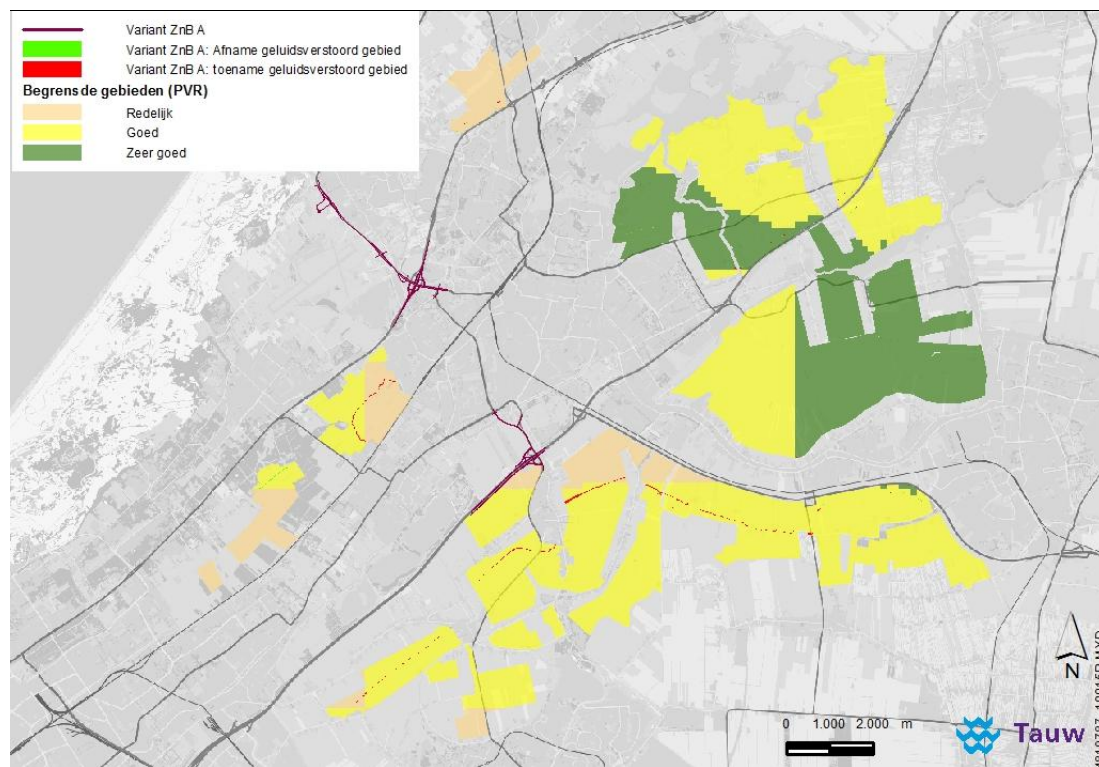 Variant ZnB A
Variant ZnB A: Afname geluidsverstoord gebied
Variant ZnB A: toename geluidsverstoord gebied
Begrensde gebieden (PVR)
Redelijk
Goed
Zeer goed
N
0 1.000 2.000 m
Tauw